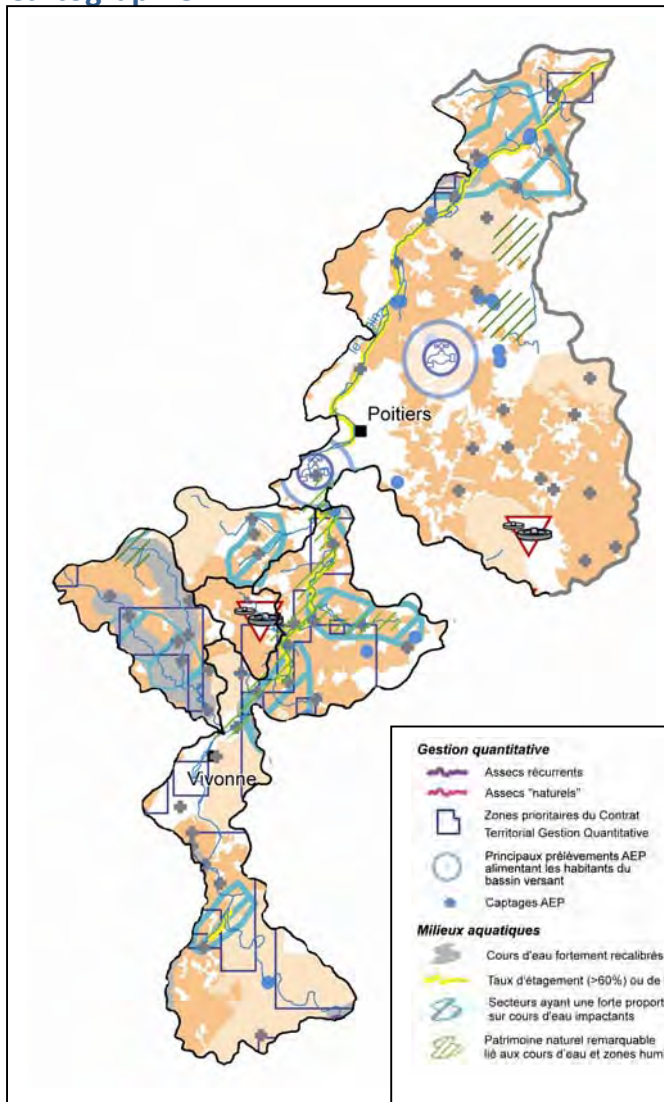 Poitiers
Vivonne
Gestion quantitative
Assecs récurrents
Assecs "naturels"
Zones prioritaires du Contrat
Territorial Gestion Quantitative
Principaux prélèvements AEP
alimentant les habitants du
bassin versant
Captages AEP
Milieux aquatiques
Cours d'eau fortement recalibrés
Taux d'étagement (>60%) ou de
Secteurs ayant une forte proport
sur cours d'eau impactants
Patrimoine naturel remarquable
lié aux cours d'eau et zones hum